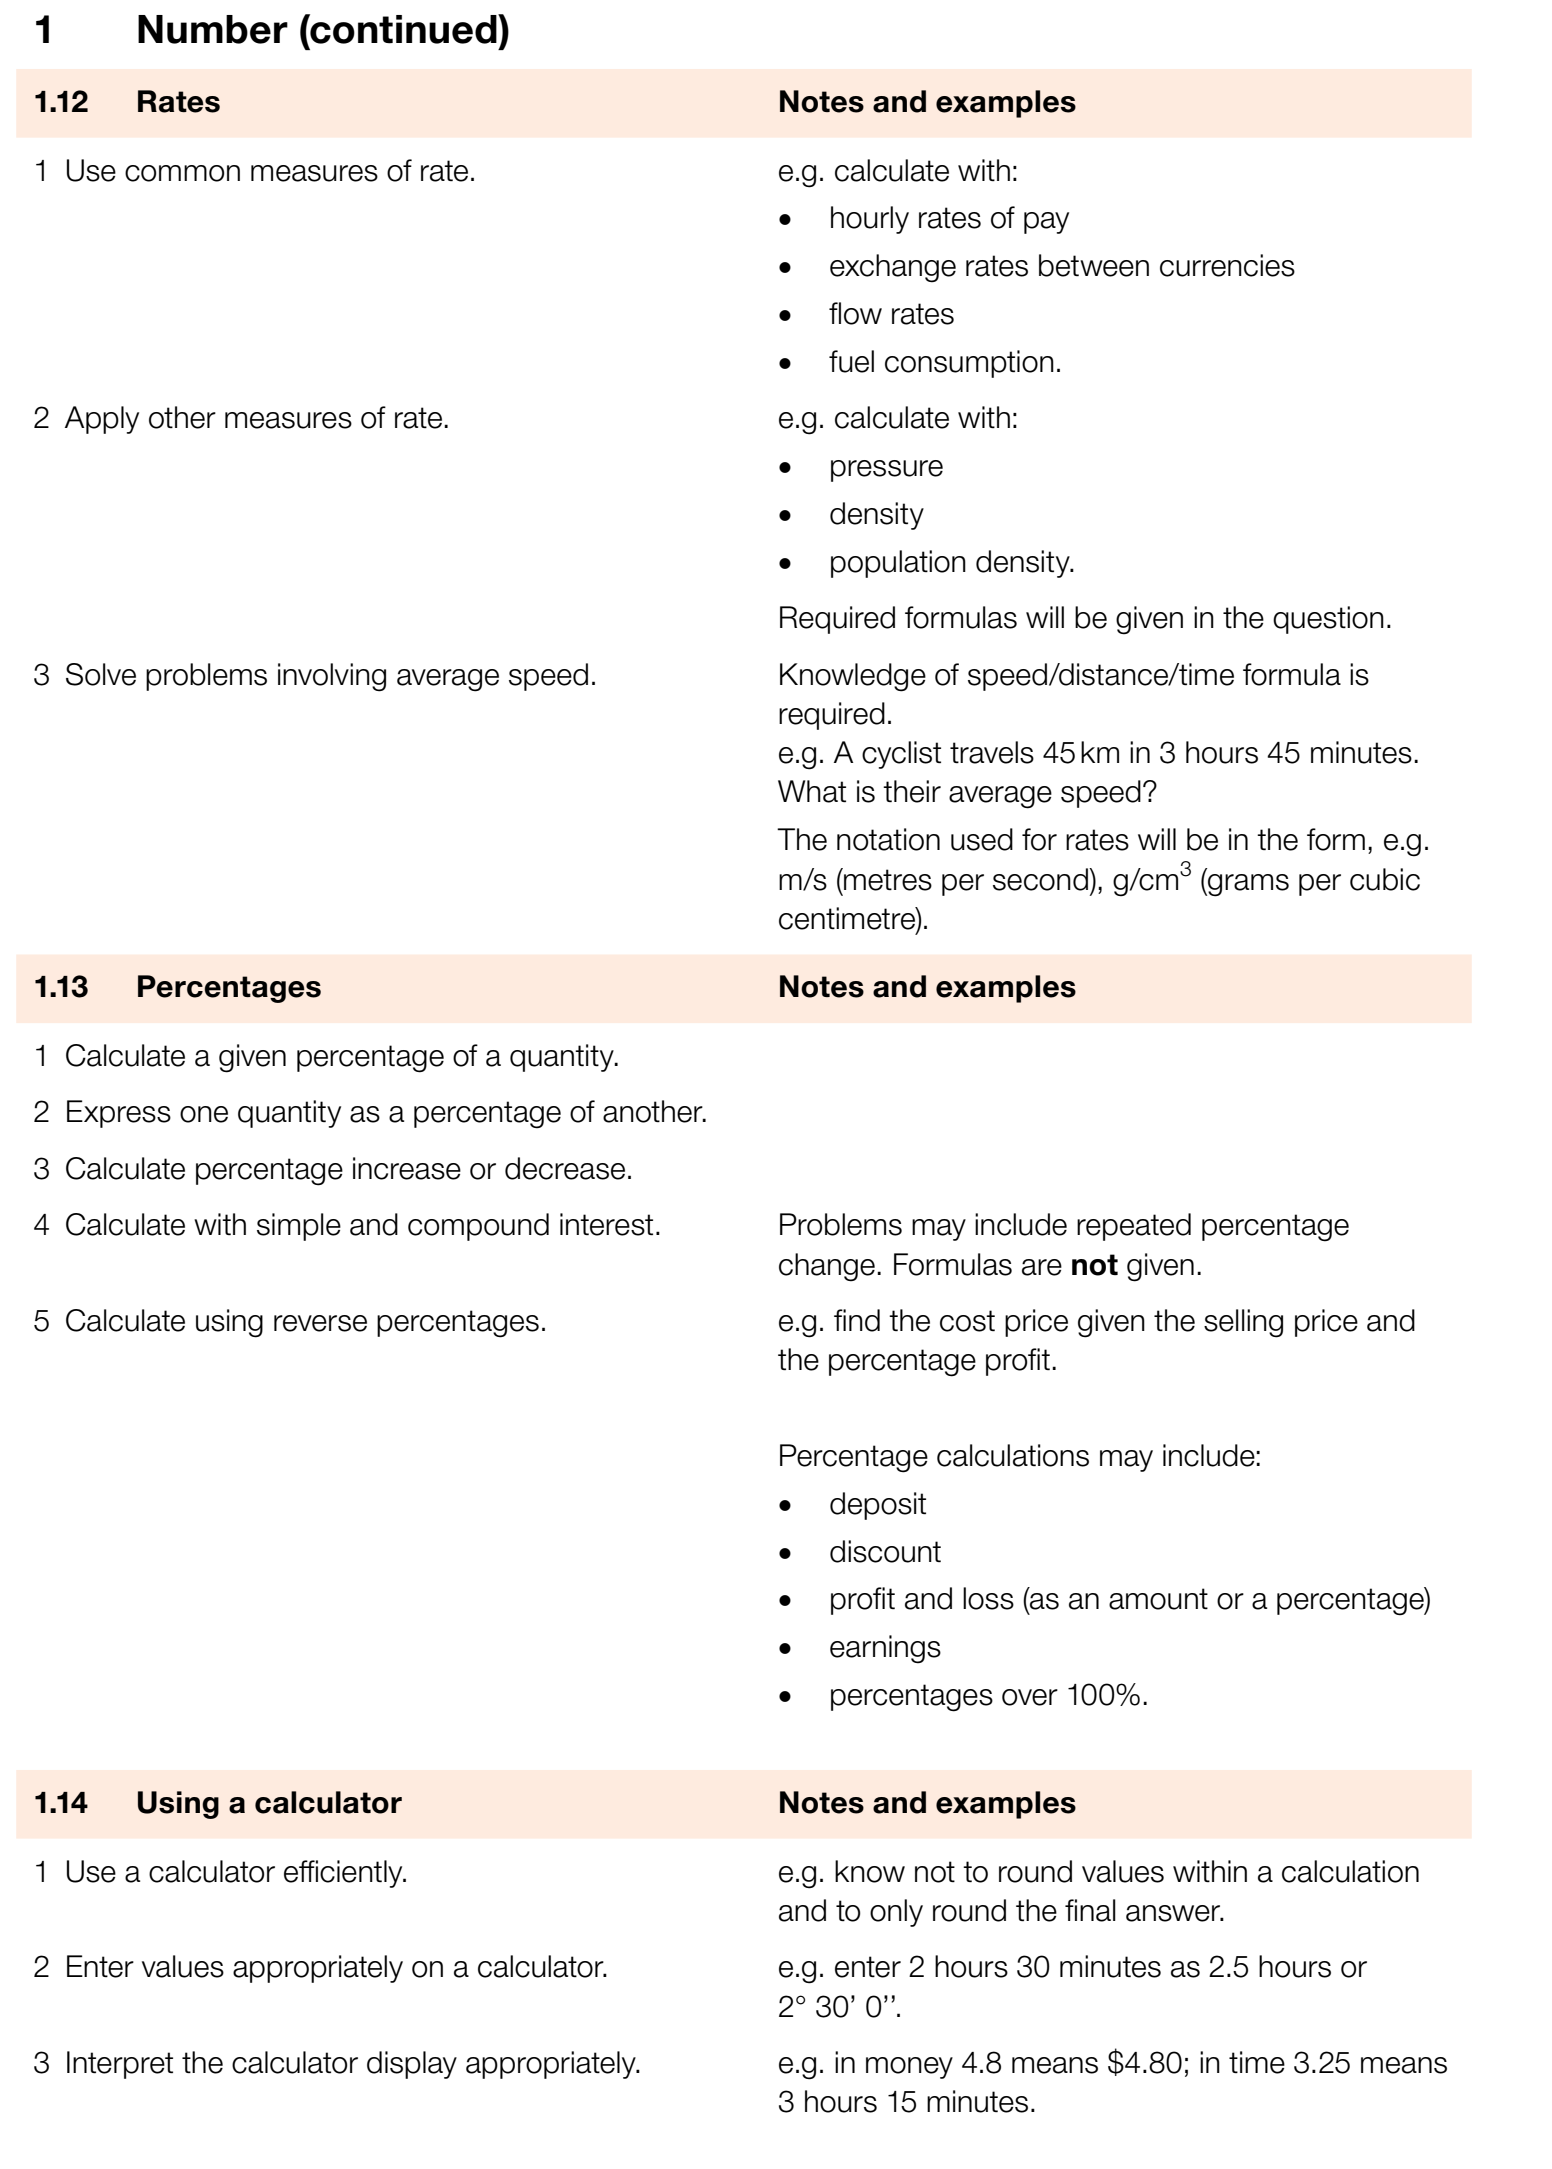 1 Number (continued)
1.12 Rates Notes and examples
1 Use common measures of rate. e.g. calculate with:
• hourly rates of pay
• exchange rates between currencies
• flow rates
• fuel consumption.
2 Apply other measures of rate. e.g. calculate with:
• pressure
• density
• population density.
Required formulas will be given in the question.
3 Solve problems involving average speed. Knowledge of speed/distance/time formula is
required.
e.g. A cyclist travels 45 km in 3 hours 45 minutes.
What is their average speed?
The notation used for rates will be in the form, e.g.
m/s (metres per second), g/cm³ (grams per cubic
centimetre).
1.13 Percentages Notes and examples
1 Calculate a given percentage of a quantity.
2 Express one quantity as a percentage of another.
3 Calculate percentage increase or decrease.
4 Calculate with simple and compound interest. Problems may include repeated percentage
change. Formulas are not given.
5 Calculate using reverse percentages. e.g. find the cost price given the selling price and
the percentage profit.
Percentage calculations may include:
• deposit
• discount
• profit and loss (as an amount or a percentage)
• earnings
• percentages over 100%.
1.14 Using a calculator Notes and examples
1 Use a calculator efficiently. e.g. know not to round values within a calculation
and to only round the final answer.
2 Enter values appropriately on a calculator. e.g. enter 2 hours 30 minutes as 2.5 hours or
2° 30’ 0’’.
3 Interpret the calculator display appropriately. e.g. in money 4.8 means $4.80; in time 3.25 means
3 hours 15 minutes.